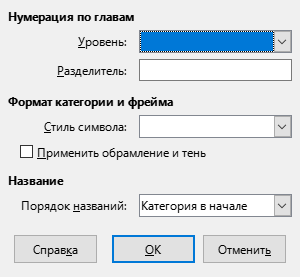 Нумерация по главам
Уровень:
Разделитель:
Формат категории и фрейма
Стиль символа:
Применить обрамление и тень
Название
Порядок названий: Категория в начале
Справка OK Отменить